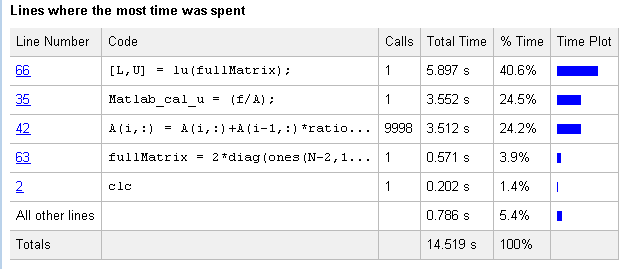 Lines where the most time was spent
Line Number Code Calls Total Time % Time Time Plot
66 [L,U] = lu(fullMatrix); 1 5.897 s 40.6%
35 Matlab_cal_u = (f/A); 1 3.552 s 24.5%
42 A(i,:) = A(i,:)+A(i-1,:)*ratio... 9998 3.512 s 24.2%
63 fullMatrix = 2*diag(ones(N-2,1... 1 0.571 s 3.9%
2 clc 1 0.202 s 1.4%
All other lines 0.786 s 5.4%
Totals 14.519 s 100%